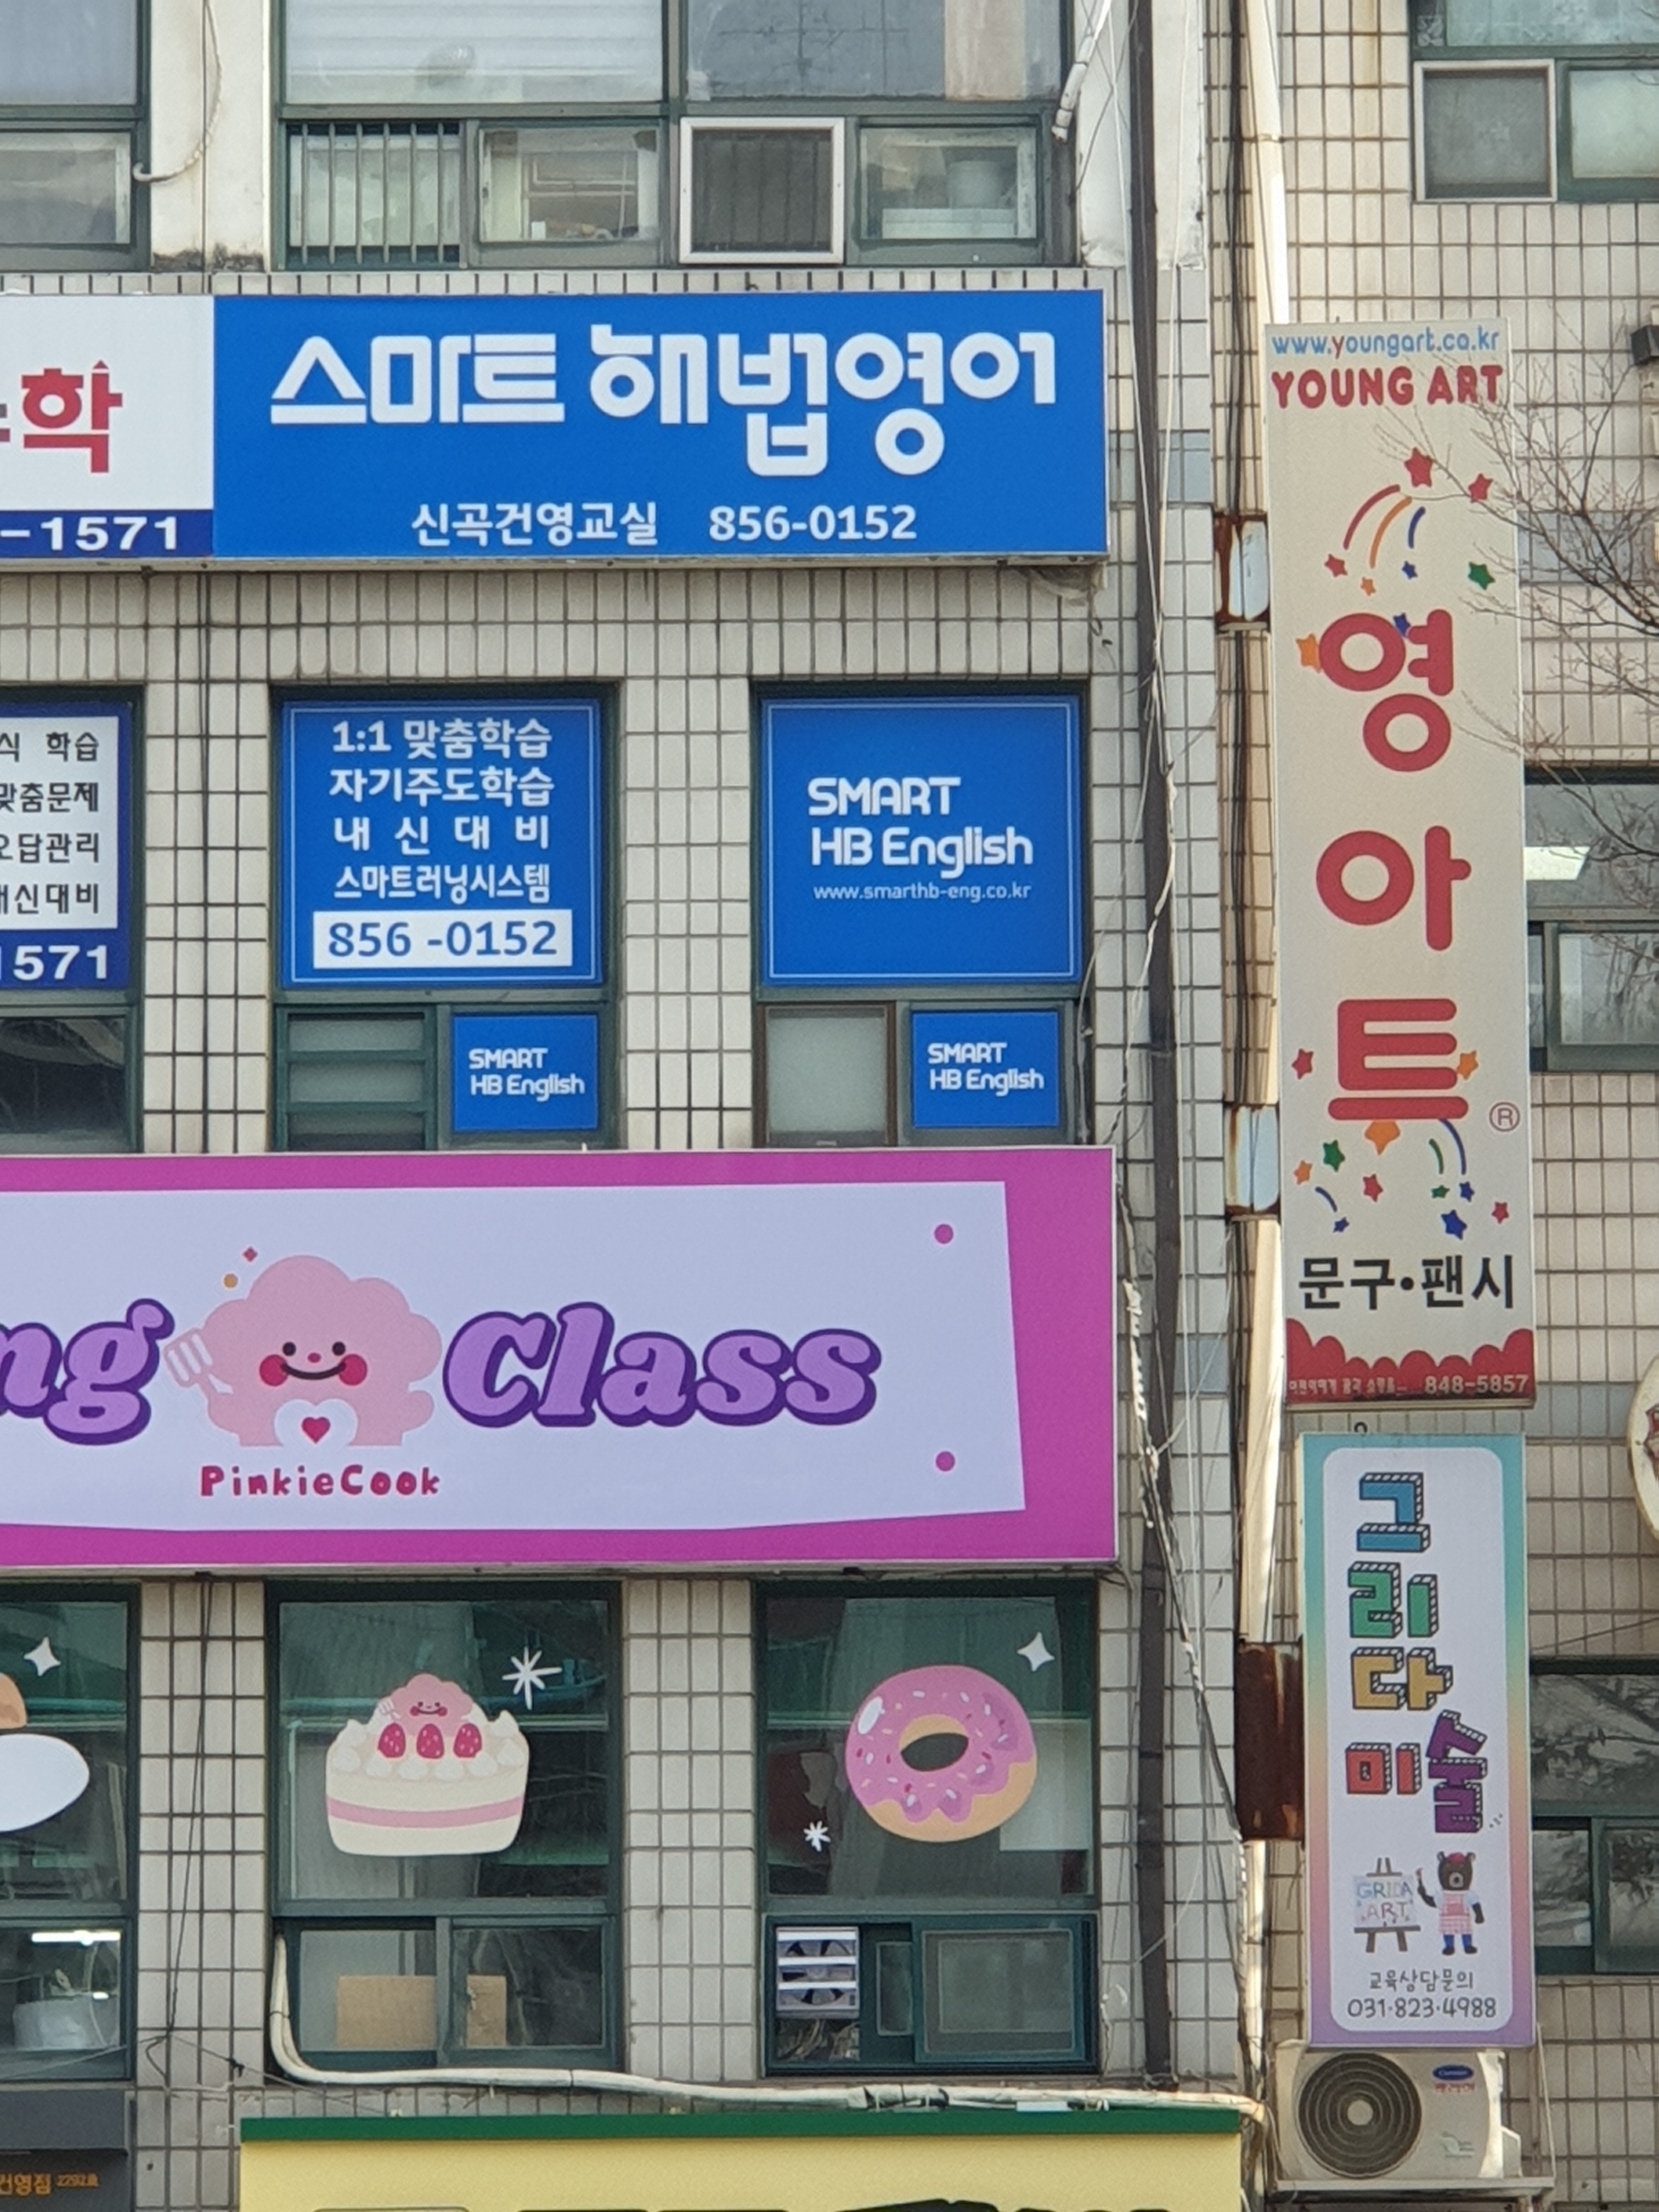 학
-1571
스마트 해법영어
신곡건영교실 856-0152
식 학습
맞춤문제
오답관리
내신대비
1571
1:1 맞춤학습
자기주도학습
내 신 대 비
스마트러닝시스템
856 -0152
SMART
HB English
www.smarthb-eng.co.kr
SMART
HB English
SMART
HB English
ng Class
PinkieCook
www.youngart.co.kr
YOUNG ART
영
아
트
®
문구•팬시
848-5857
그
리
다
미술
GRIDA
ART
교육상담문의
031·823·4988
건영점